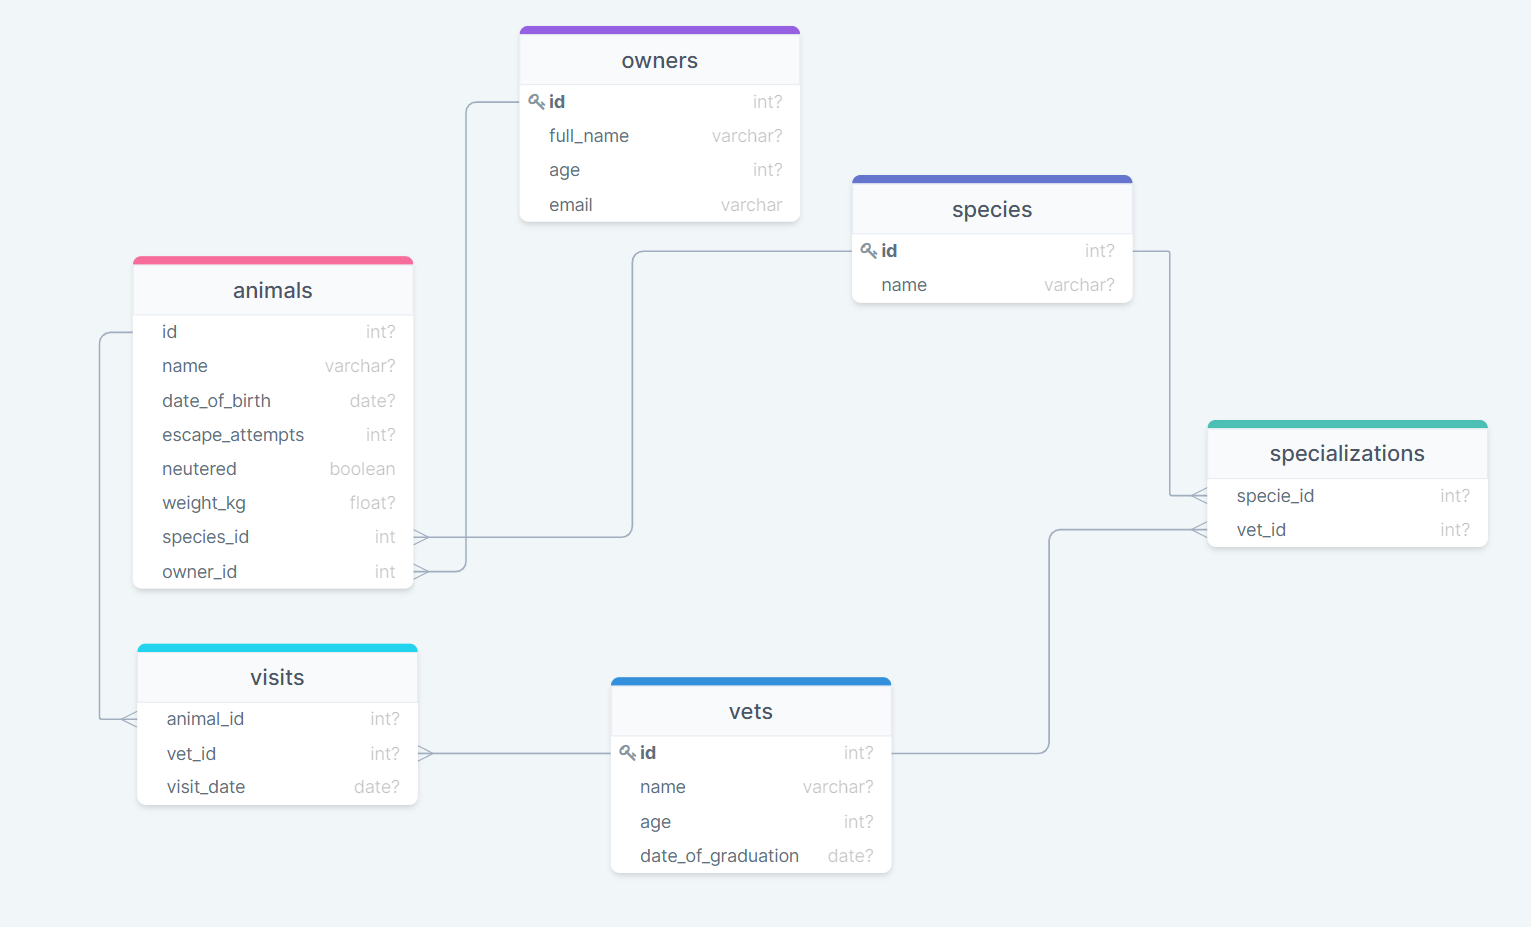 owners
id int?
full_name varchar?
age int?
email varchar
species
id int?
name varchar?
animals
id int?
name varchar?
date_of_birth date?
escape_attempts int?
neutered boolean
weight_kg float?
species_id int
owner_id int
specializations
specie_id int?
vet_id int?
visits
animal_id int?
vet_id int?
visit_date date?
vets
id int?
name varchar?
age int?
date_of_graduation date?